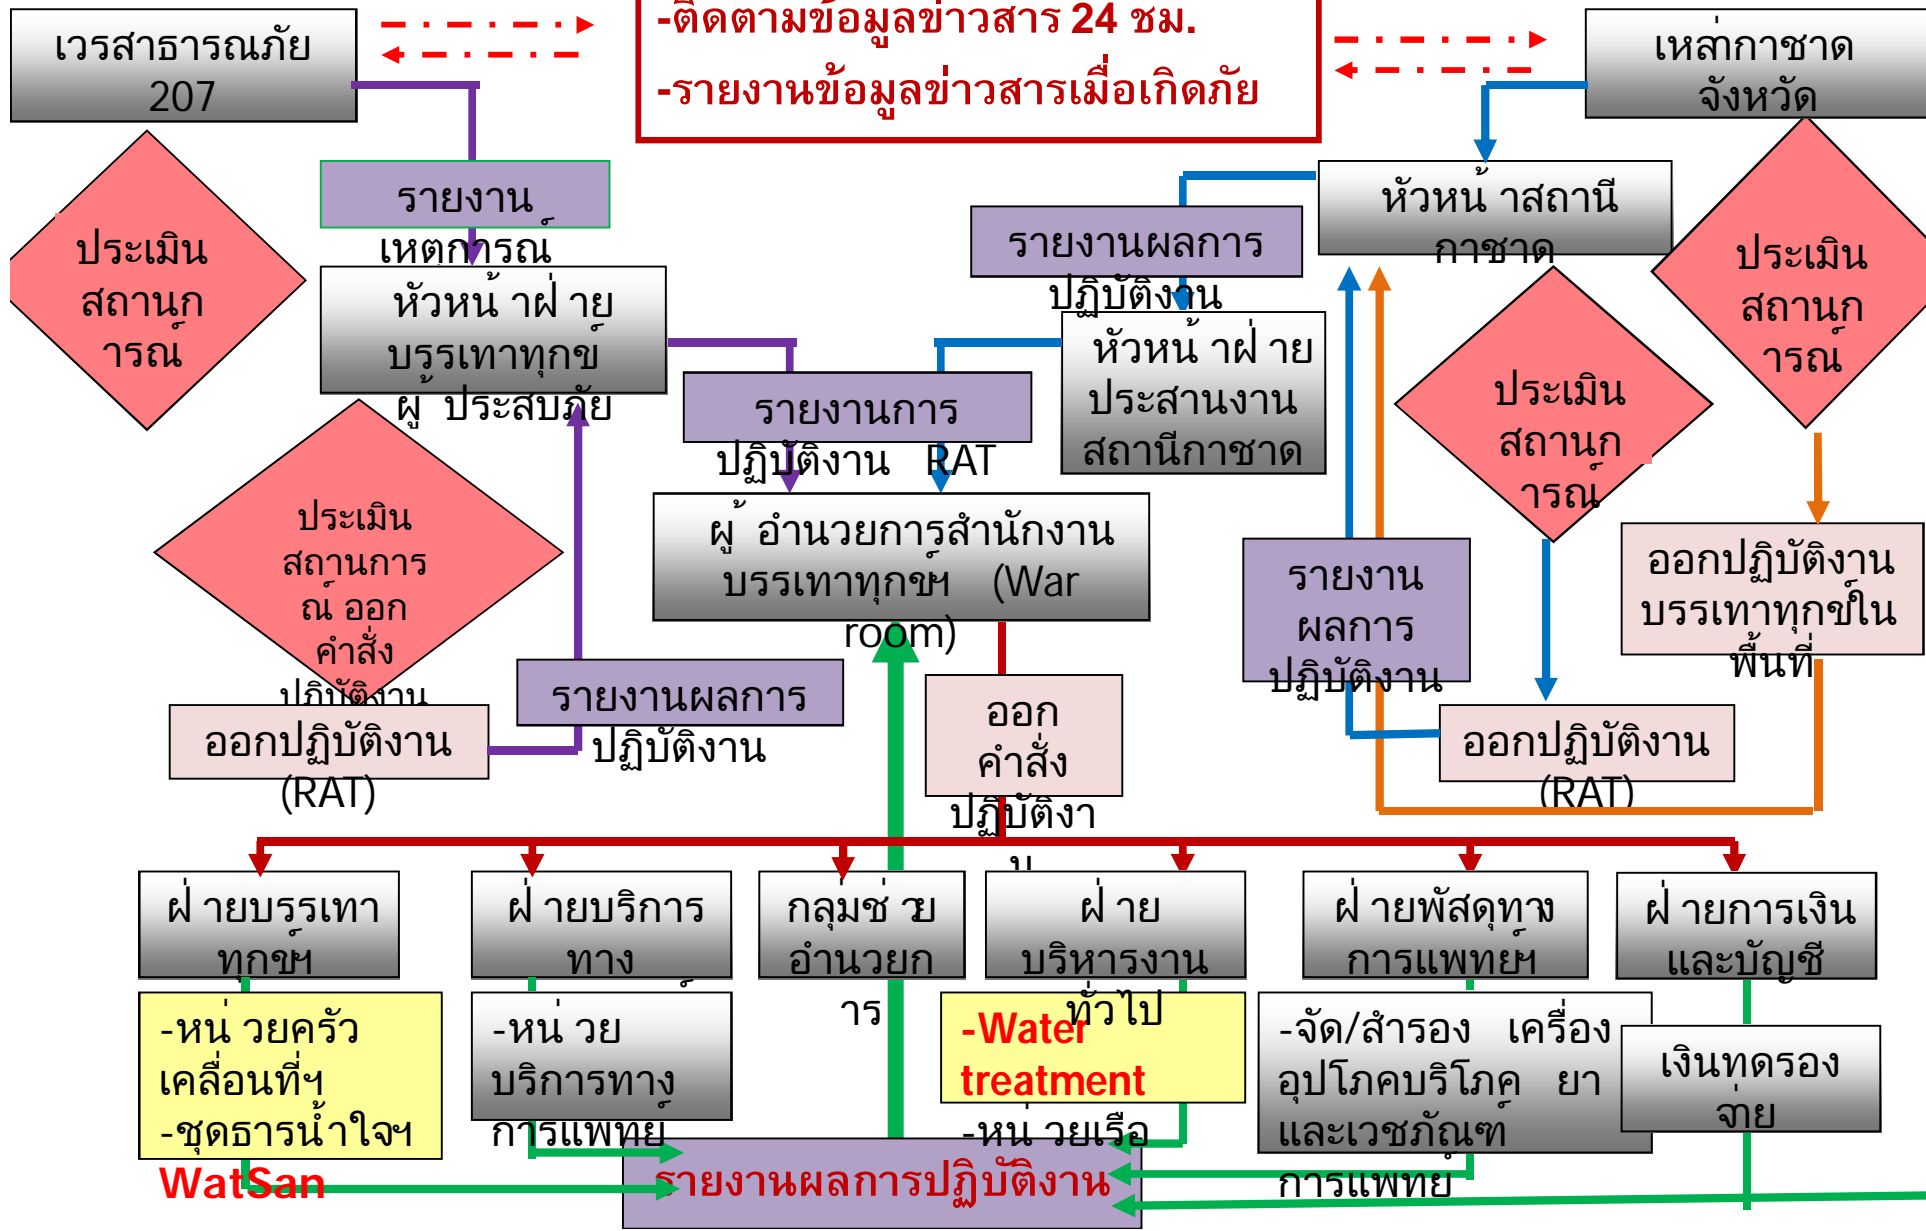 -ติดตามข้อมูลข่าวสาร 24 ชม.
-รายงานข้อมูลข่าวสารเมื่อเกิดภัย
เวรสาธารณภัย
207
เหล่ากาชาด
จังหวัด
รายงาน
เหตุการณ์
หัวหน้าสถานี
กาชาด
รายงานผลการ
ปฏิบัติงาน
ประเมิน
สถานก
ารณ์
ประเมิน
สถานก
ารณ์
หัวหน้าฝ่าย
บรรเทาทุกข์
ผู้ประสบภัย
หัวหน้าฝ่าย
ประสานงาน
สถานีกาชาด
ประเมิน
สถานก
ารณ์
รายงานการ
ปฏิบัติงาน RAT
ประเมิน
สถานการ
ณ์ ออก
คำสั่ง
ปฏิบัติงาน
ผู้อำนวยการสำนักงาน
บรรเทาทุกข์ฯ (War
room)
รายงาน
ผลการ
ปฏิบัติงาน
ออกปฏิบัติงาน
บรรเทาทุกข์ใน
พื้นที่
รายงานผลการ
ปฏิบัติงาน
ออกปฏิบัติงาน
(RAT)
ออก
คำสั่ง
ปฏิบัติงา
น
ออกปฏิบัติงาน
(RAT)
ฝ่ายบรรเทา
ทุกข์ฯ
ฝ่ายบริการ
ทาง
กลุ่มช่วย
อำนวยก
าร
ฝ่าย
บริหารงาน
ทั่วไป
ฝ่ายพัสดุทาง
การแพทย์ฯ
ฝ่ายการเงิน
และบัญชี
-หน่วยครัว
เคลื่อนที่ฯ
-ชุดธารน้ำใจฯ
WatSan
-หน่วย
บริการทาง
การแพทย์
-Water
treatment
-หน่วยเรือ
-จัด/สำรอง เครื่อง
อุปโภคบริโภค ยา
และเวชภัณฑ์
การแพทย์
เงินทดรอง
จ่าย
รายงานผลการปฏิบัติงาน